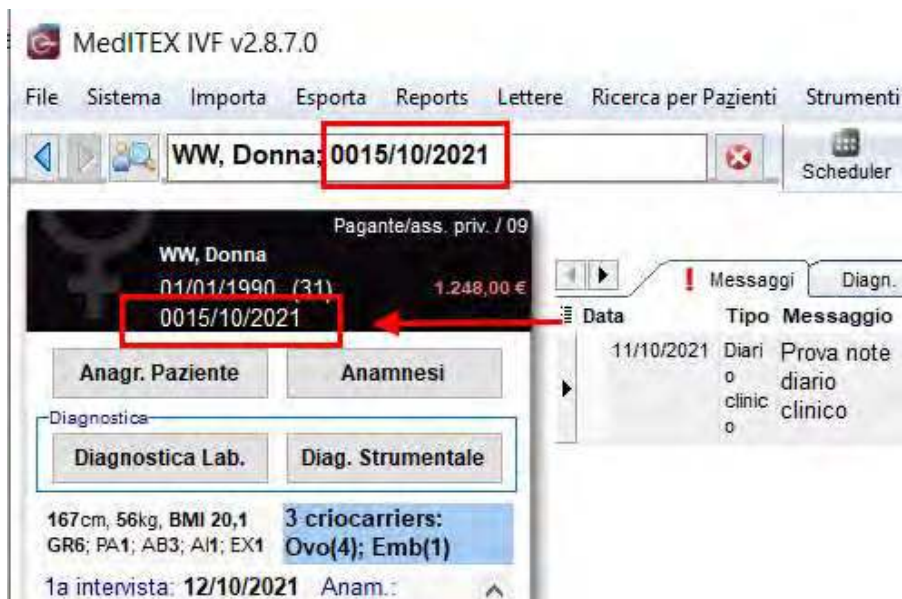 MedITEX IVF v2.8.7.0
File Sistema Importa Esporta Reports Lettere Ricerca per Pazienti Strumenti
WW, Donna; 0015/10/2021
Scheduler
Pagante/ass. priv. / 09
WW, Donna
01/01/1990 (31) 1.248,00 €
0015/10/2021
Anagr. Paziente Anamnesi
Diagnostica
Diagnostica Lab. Diag. Strumentale
167cm, 56kg, BMI 20,1
GR6; PA1; AB3; AI1; EX1
3 criocarriers:
Ovo(4); Emb(1)
1a intervista: 12/10/2021 Anam.:
! Messaggi Diagn.
Data Tipo Messaggio
11/10/2021 Diari Prova note
o diario
clinic clinico
o